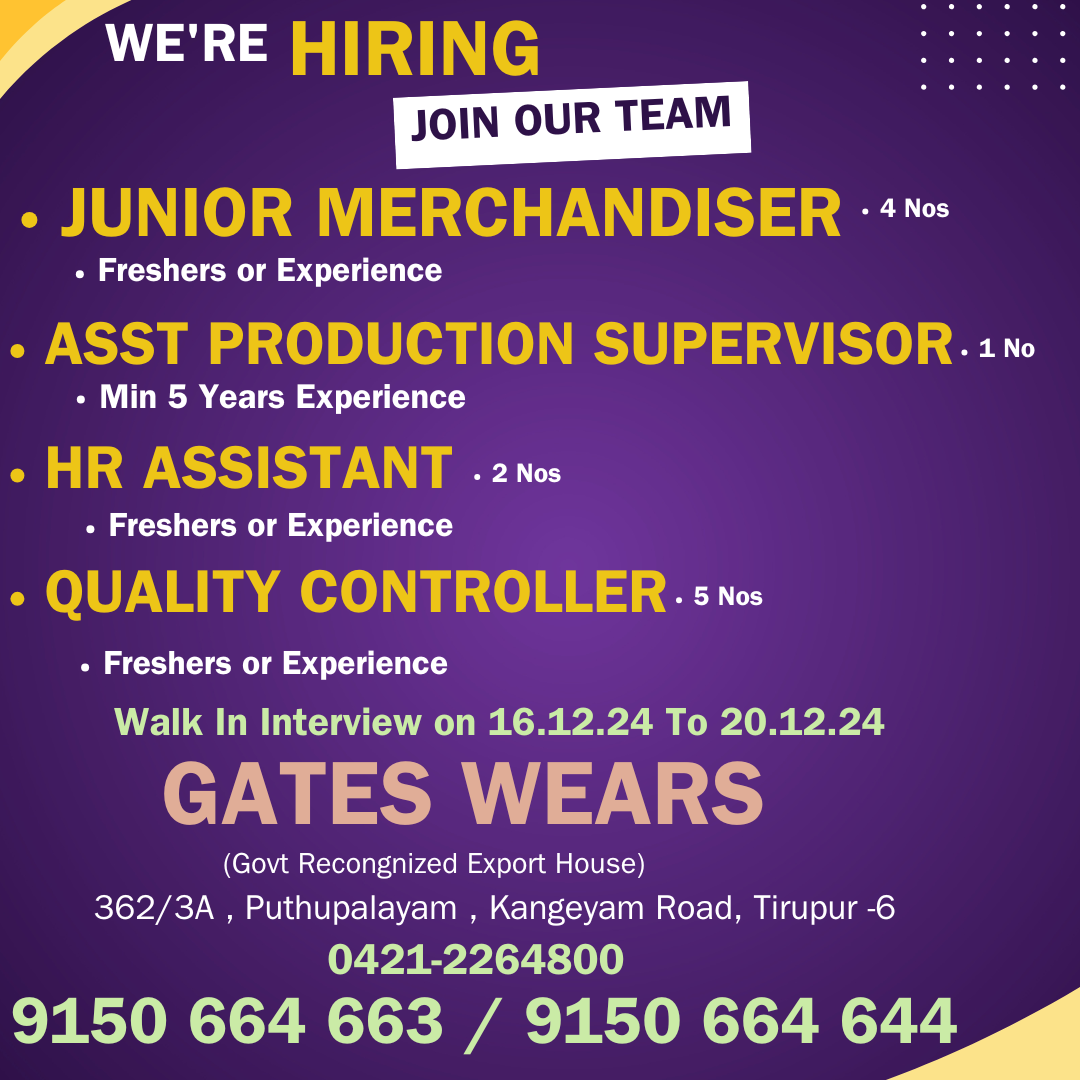 WE'RE HIRING
JOIN OUR TEAM
• JUNIOR MERCHANDISER • 4 Nos
• Freshers or Experience
• ASST PRODUCTION SUPERVISOR • 1 No
• Min 5 Years Experience
• HR ASSISTANT • 2 Nos
• Freshers or Experience
• QUALITY CONTROLLER • 5 Nos
• Freshers or Experience
Walk In Interview on 16.12.24 To 20.12.24
GATES WEARS
(Govt Recongnized Export House)
362/3A , Puthupalayam , Kangeyam Road, Tirupur -6
0421-2264800
9150 664 663 / 9150 664 644